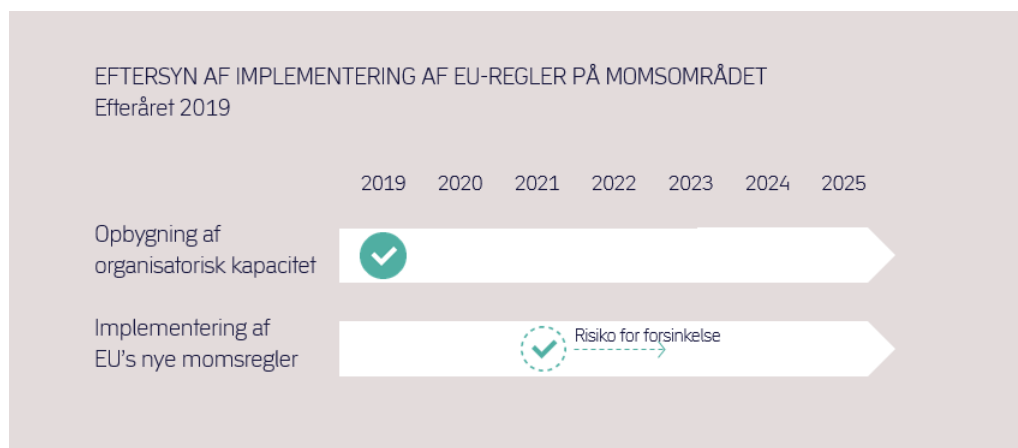 EFTERSYN AF IMPLEMENTERING AF EU-REGLER PÅ MOMSOMRÅDET
Efteråret 2019
2019 2020 2021 2022 2023 2024 2025
Opbygning af
organisatorisk kapacitet
Implementering af
EU's nye momsregler
Risiko for forsinkelse